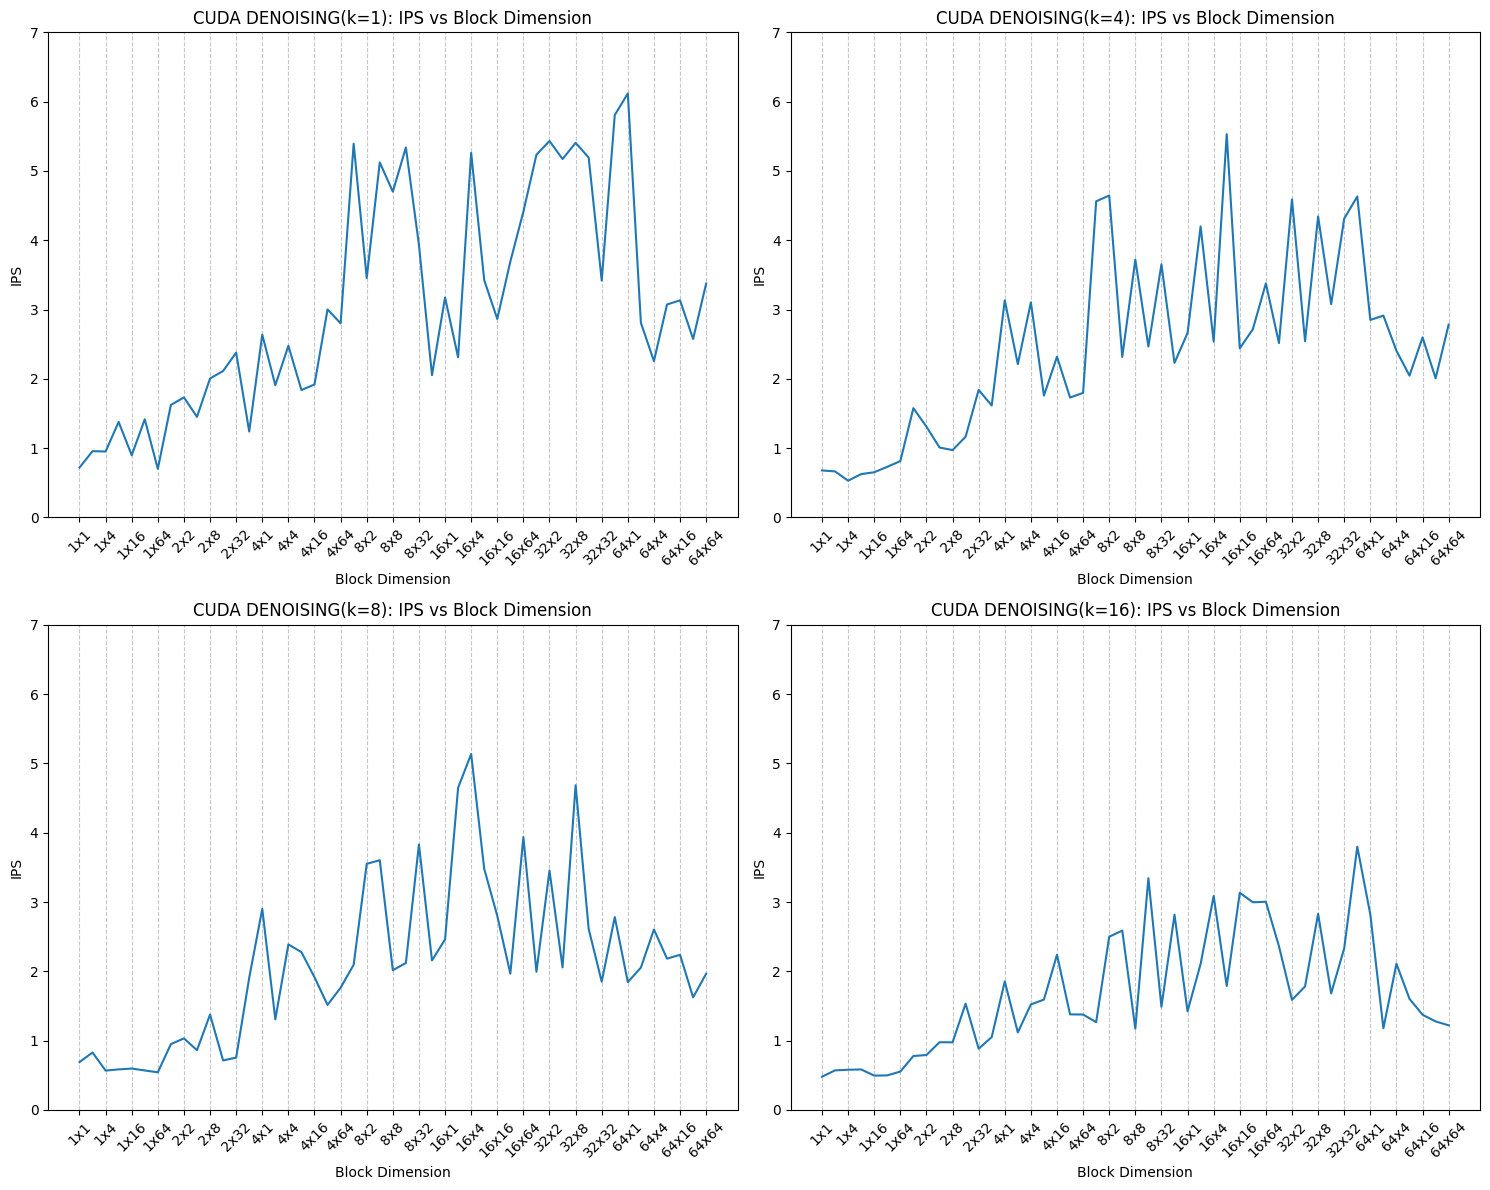 CUDA DENOISING(k=1): IPS vs Block Dimension
7
6
5
4
3
2
1
0
IPS
1x1 1x4 1x16 1x64 2x2 2x8 2x32 4x1 4x4 4x16 4x64 8x2 8x8 8x32 16x1 16x4 16x16 16x64 32x2 32x8 32x32 64x1 64x4 64x16 64x64
Block Dimension
CUDA DENOISING(k=4): IPS vs Block Dimension
7
6
5
4
3
2
1
0
IPS
1x1 1x4 1x16 1x64 2x2 2x8 2x32 4x1 4x4 4x16 4x64 8x2 8x8 8x32 16x1 16x4 16x16 16x64 32x2 32x8 32x32 64x1 64x4 64x16 64x64
Block Dimension
CUDA DENOISING(k=8): IPS vs Block Dimension
7
6
5
4
3
2
1
0
IPS
1x1 1x4 1x16 1x64 2x2 2x8 2x32 4x1 4x4 4x16 4x64 8x2 8x8 8x32 16x1 16x4 16x16 16x64 32x2 32x8 32x32 64x1 64x4 64x16 64x64
Block Dimension
CUDA DENOISING(k=16): IPS vs Block Dimension
7
6
5
4
3
2
1
0
IPS
1x1 1x4 1x16 1x64 2x2 2x8 2x32 4x1 4x4 4x16 4x64 8x2 8x8 8x32 16x1 16x4 16x16 16x64 32x2 32x8 32x32 64x1 64x4 64x16 64x64
Block Dimension